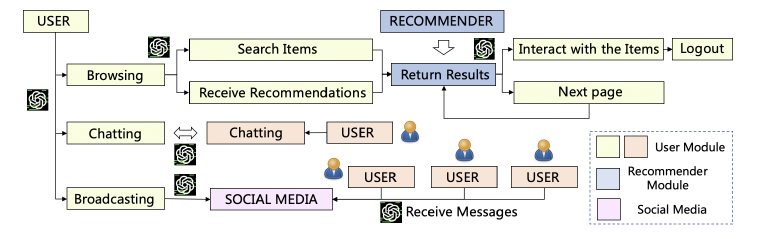 USER
RECOMMENDER
Search Items
Interact with the Items
Logout
Browsing
Return Results
Receive Recommendations
Next page
Chatting
Chatting
USER
User Module
Recommender
Module
Social Media
USER
USER
USER
Broadcasting
SOCIAL MEDIA
Receive Messages